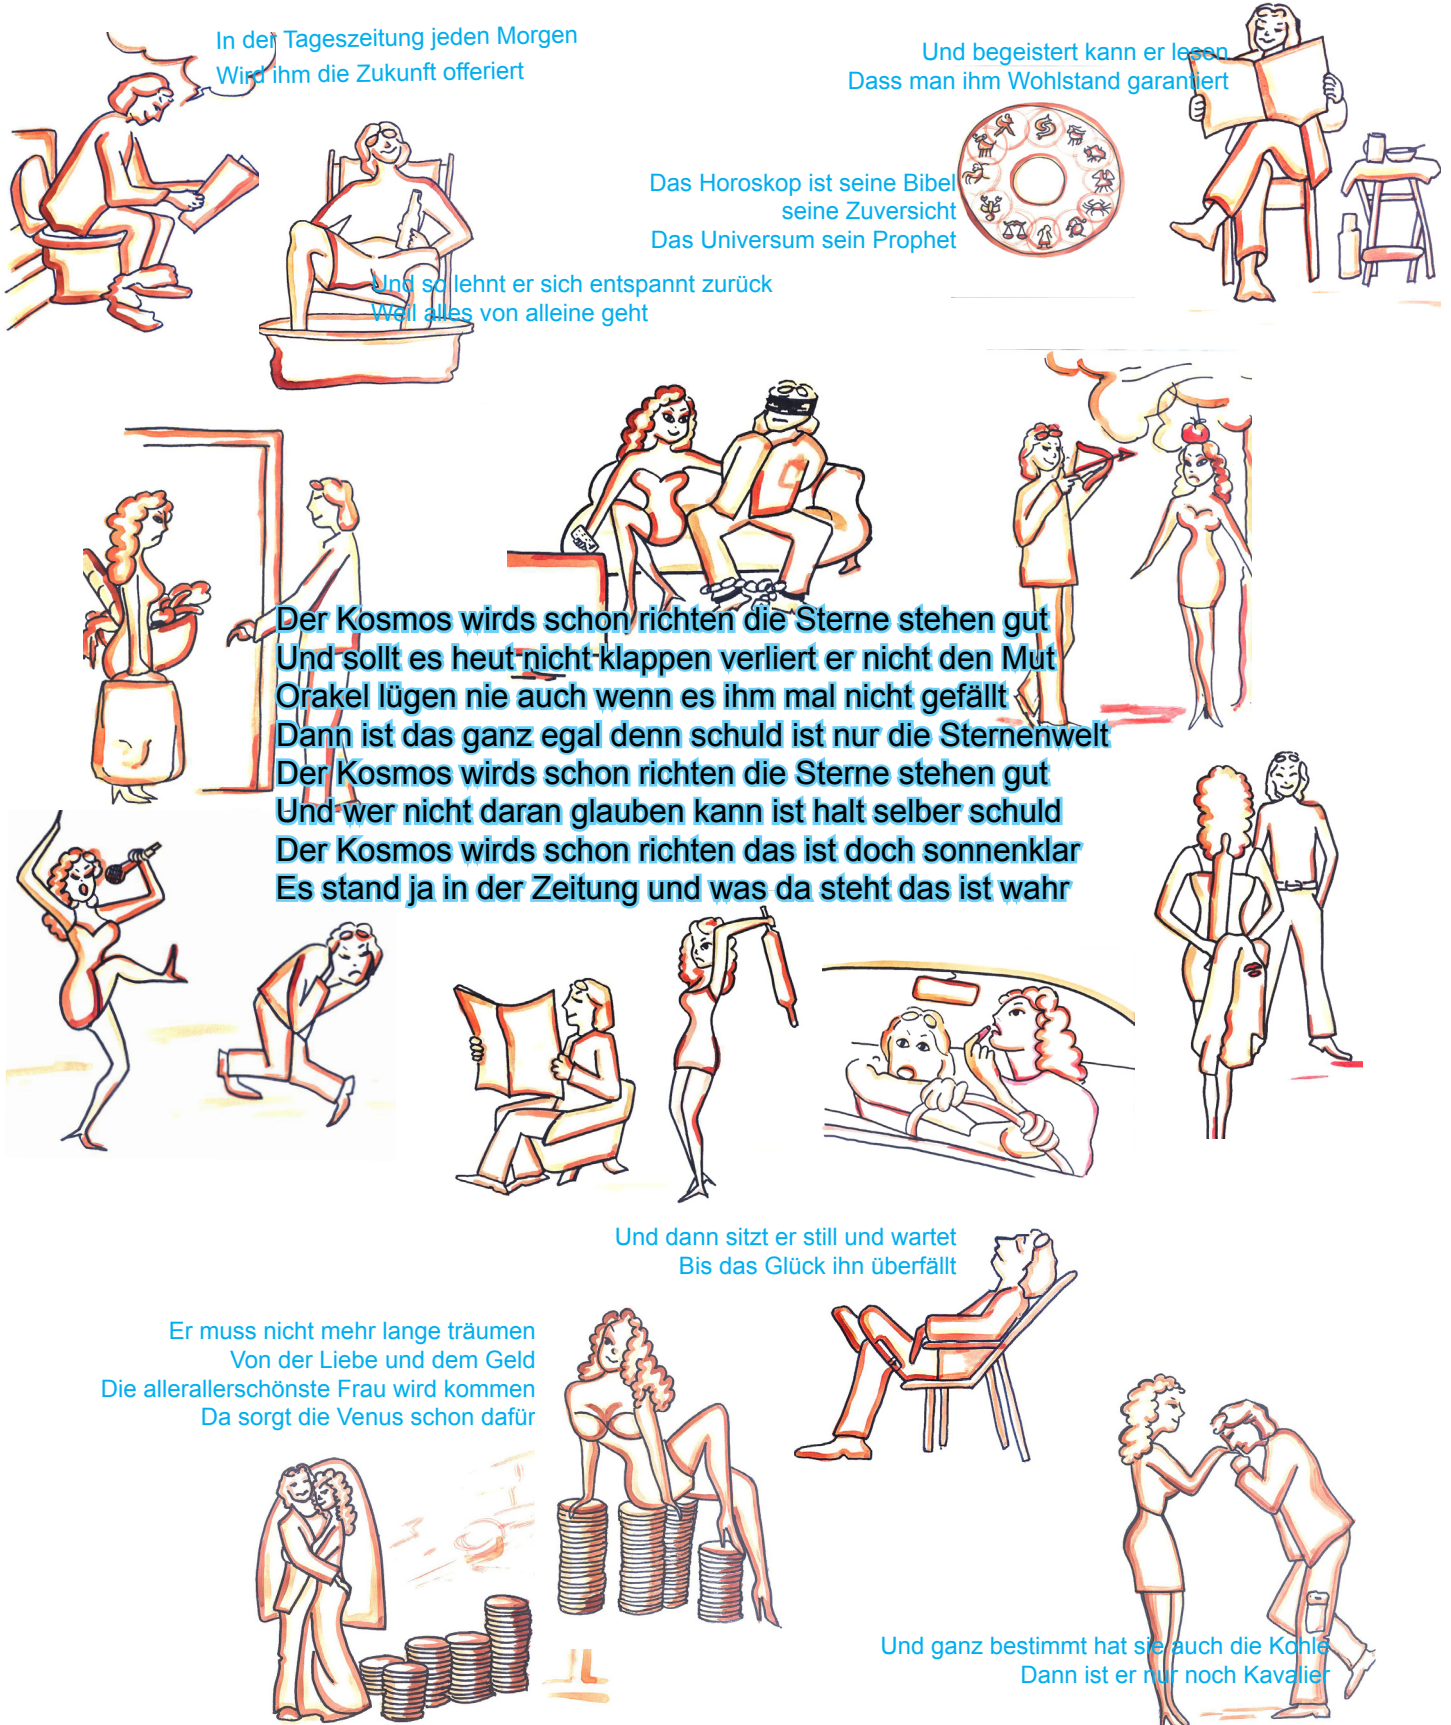 In der Tageszeitung jeden Morgen
Wird ihm die Zukunft offeriert
Und begeistert kann er lesen
Dass man ihm Wohlstand garantiert
Das Horoskop ist seine Bibel
seine Zuversicht
Das Universum sein Prophet
Und so lehnt er sich entspannt zurück
Weil alles von alleine geht
Der Kosmos wirds schon richten die Sterne stehen gut
Und sollt es heut nicht klappen verliert er nicht den Mut
Orakel lügen nie auch wenn es ihm mal nicht gefällt
Dann ist das ganz egal denn schuld ist nur die Sternenwelt
Der Kosmos wirds schon richten die Sterne stehen gut
Und wer nicht daran glauben kann ist halt selber schuld
Der Kosmos wirds schon richten das ist doch sonnenklar
Es stand ja in der Zeitung und was da steht das ist wahr
Und dann sitzt er still und wartet
Bis das Glück ihn überfällt
Er muss nicht mehr lange träumen
Von der Liebe und dem Geld
Die allerallerschönste Frau wird kommen
Da sorgt die Venus schon dafür
Und ganz bestimmt hat sie auch die Kohle
Dann ist er nur noch Kavalier